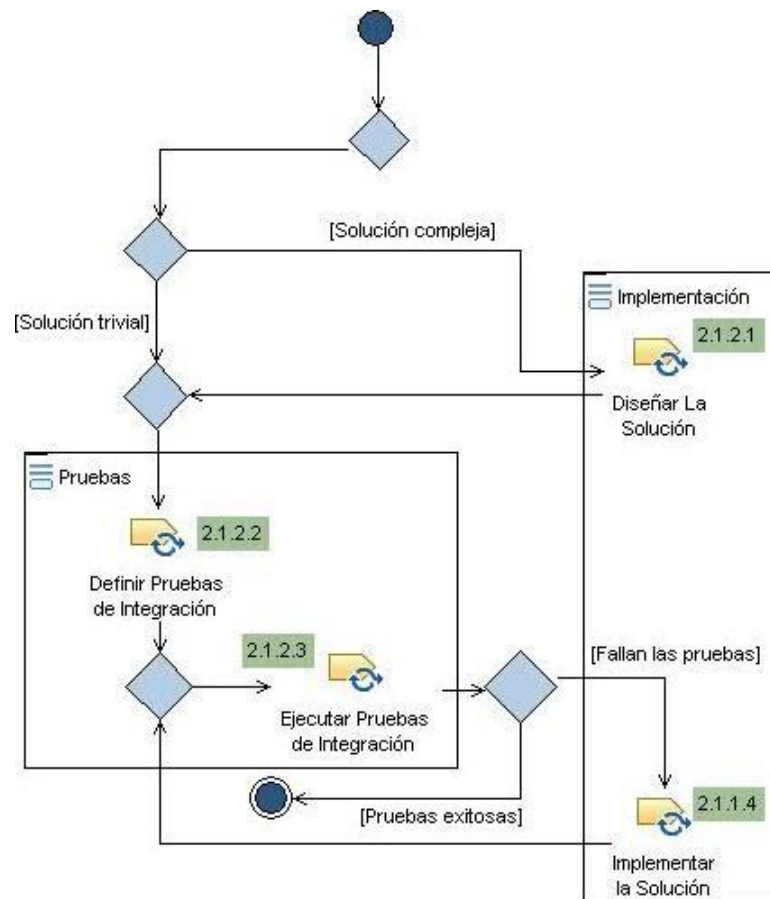 [Solución compleja]
[Solución trivial]
Implementación
2.1.2.1
Diseñar La
Solución
Pruebas
2.1.2.2
Definir Pruebas
de Integración
2.1.2.3
Ejecutar Pruebas
de Integración
[Fallan las pruebas]
[Pruebas exitosas]
2.1.1.4
Implementar
la Solución